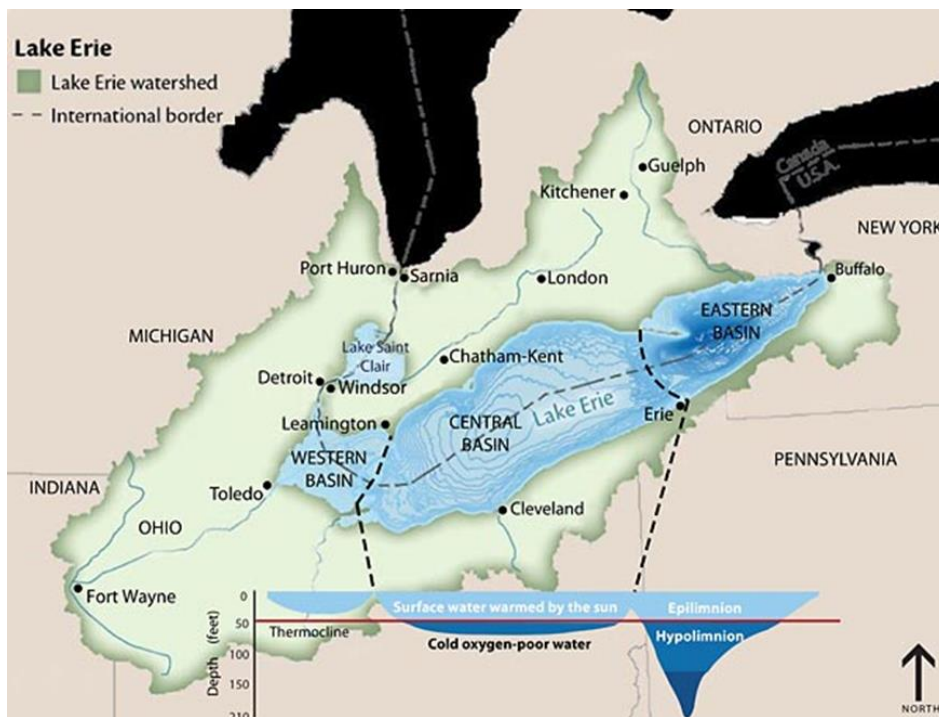 Lake Erie
Lake Erie watershed
International border
ONTARIO
Guelph
Kitchener
Canada
U.S.A.
NEW YORK
Port Huron
Sarnia
London
Buffalo
EASTERN
BASIN
MICHIGAN
Lake Saint
Clair
Chatham-Kent
Detroit
Windsor
Leamington
CENTRAL
BASIN
Lake Erie
Erie
WESTERN
BASIN
PENNSYLVANIA
INDIANA
Toledo
Cleveland
OHIO
Fort Wayne
0
Surface water warmed by the sun
Epilimnion
50
Thermocline
Cold oxygen-poor water
Hypolimnion
100
150
210
Depth (feet)
NORTH